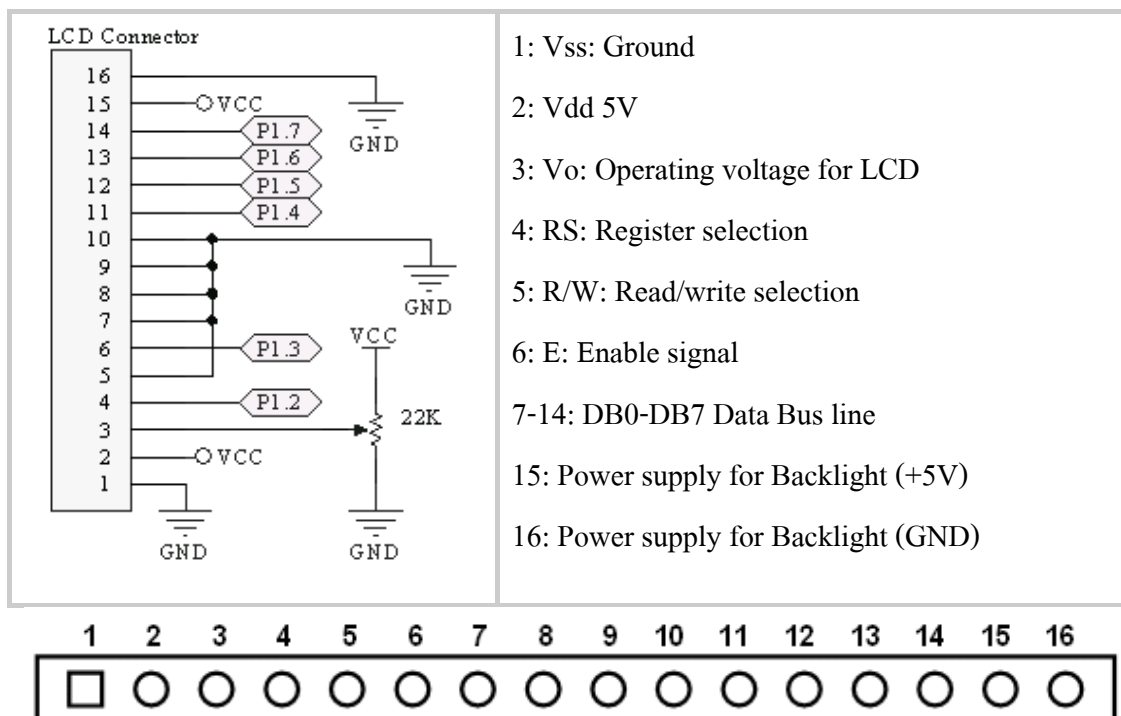 LCD Connector
16
15
VCC
14
P1.7
GND
13
P1.6
12
P1.5
11
P1.4
10
9
8
GND
7
VCC
6
P1.3
5
4
P1.2
22K
3
2
VCC
1
GND
GND
1: Vss: Ground
2: Vdd 5V
3: Vo: Operating voltage for LCD
4: RS: Register selection
5: R/W: Read/write selection
6: E: Enable signal
7-14: DB0-DB7 Data Bus line
15: Power supply for Backlight (+5V)
16: Power supply for Backlight (GND)
1 2 3 4 5 6 7 8 9 10 11 12 13 14 15 16